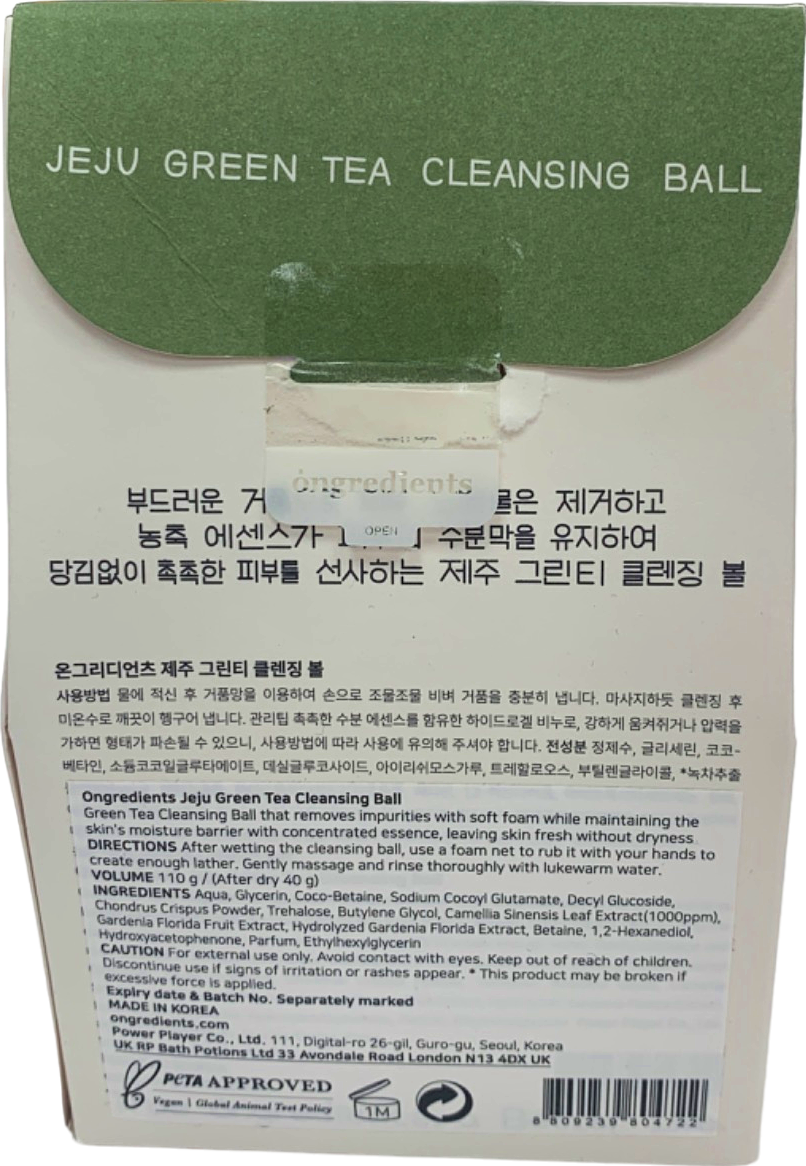 JEJU GREEN TEA CLEANSING BALL
ongredients
OPEN
부드러운 거 물은 제거하고
농축 에센스가 수분막을 유지하여
당김없이 촉촉한 피부를 선사하는 제주 그린티 클렌징 볼
온그리디언츠 제주 그린티 클렌징 볼
사용방법 물에 적신 후 거품망을 이용하여 손으로 조물조물 비벼 거품을 충분히 냅니다. 마사지하듯 클렌징 후
미온수로 깨끗이 헹구어 냅니다. 관리팁 촉촉한 수분 에센스를 함유한 하이드로겔 비누로, 강하게 움켜쥐거나 압력을
가하면 형태가 파손될 수 있으니, 사용방법에 따라 사용에 유의해 주셔야 합니다. 전성분 정제수, 글리세린, 코코-
베타인, 소듐코코일글루타메이트, 데실글루코사이드, 아이리쉬모스가루, 트레할로오스, 부틸렌글라이콜, *녹차추출
Ongredients Jeju Green Tea Cleansing Ball
Green Tea Cleansing Ball that removes impurities with soft foam while maintaining the
skin's moisture barrier with concentrated essence, leaving skin fresh without dryness
DIRECTIONS After wetting the cleansing ball, use a foam net to rub it with your hands to
create enough lather. Gently massage and rinse thoroughly with lukewarm water.
VOLUME 110 g / (After dry 40 g)
INGREDIENTS Aqua, Glycerin, Coco-Betaine, Sodium Cocoyl Glutamate, Decyl Glucoside,
Chondrus Crispus Powder, Trehalose, Butylene Glycol, Camellia Sinensis Leaf Extract(1000ppm),
Gardenia Florida Fruit Extract, Hydrolyzed Gardenia Florida Extract, Betaine, 1,2-Hexanediol,
Hydroxyacetophenone, Parfum, Ethylhexylglycerin
CAUTION For external use only. Avoid contact with eyes. Keep out of reach of children.
Discontinue use if signs of irritation or rashes appear. * This product may be broken if
excessive force is applied.
Expiry date & Batch No. Separately marked
MADE IN KOREA
ongredients.com
Power Player Co., Ltd. 111, Digital-ro 26-gil, Guro-gu, Seoul, Korea
UK RP Bath Potions Ltd 33 Avondale Road London N13 4DX UK
PETA APPROVED
Vegan | Global Animal Test Policy
1M
8 809239 804722